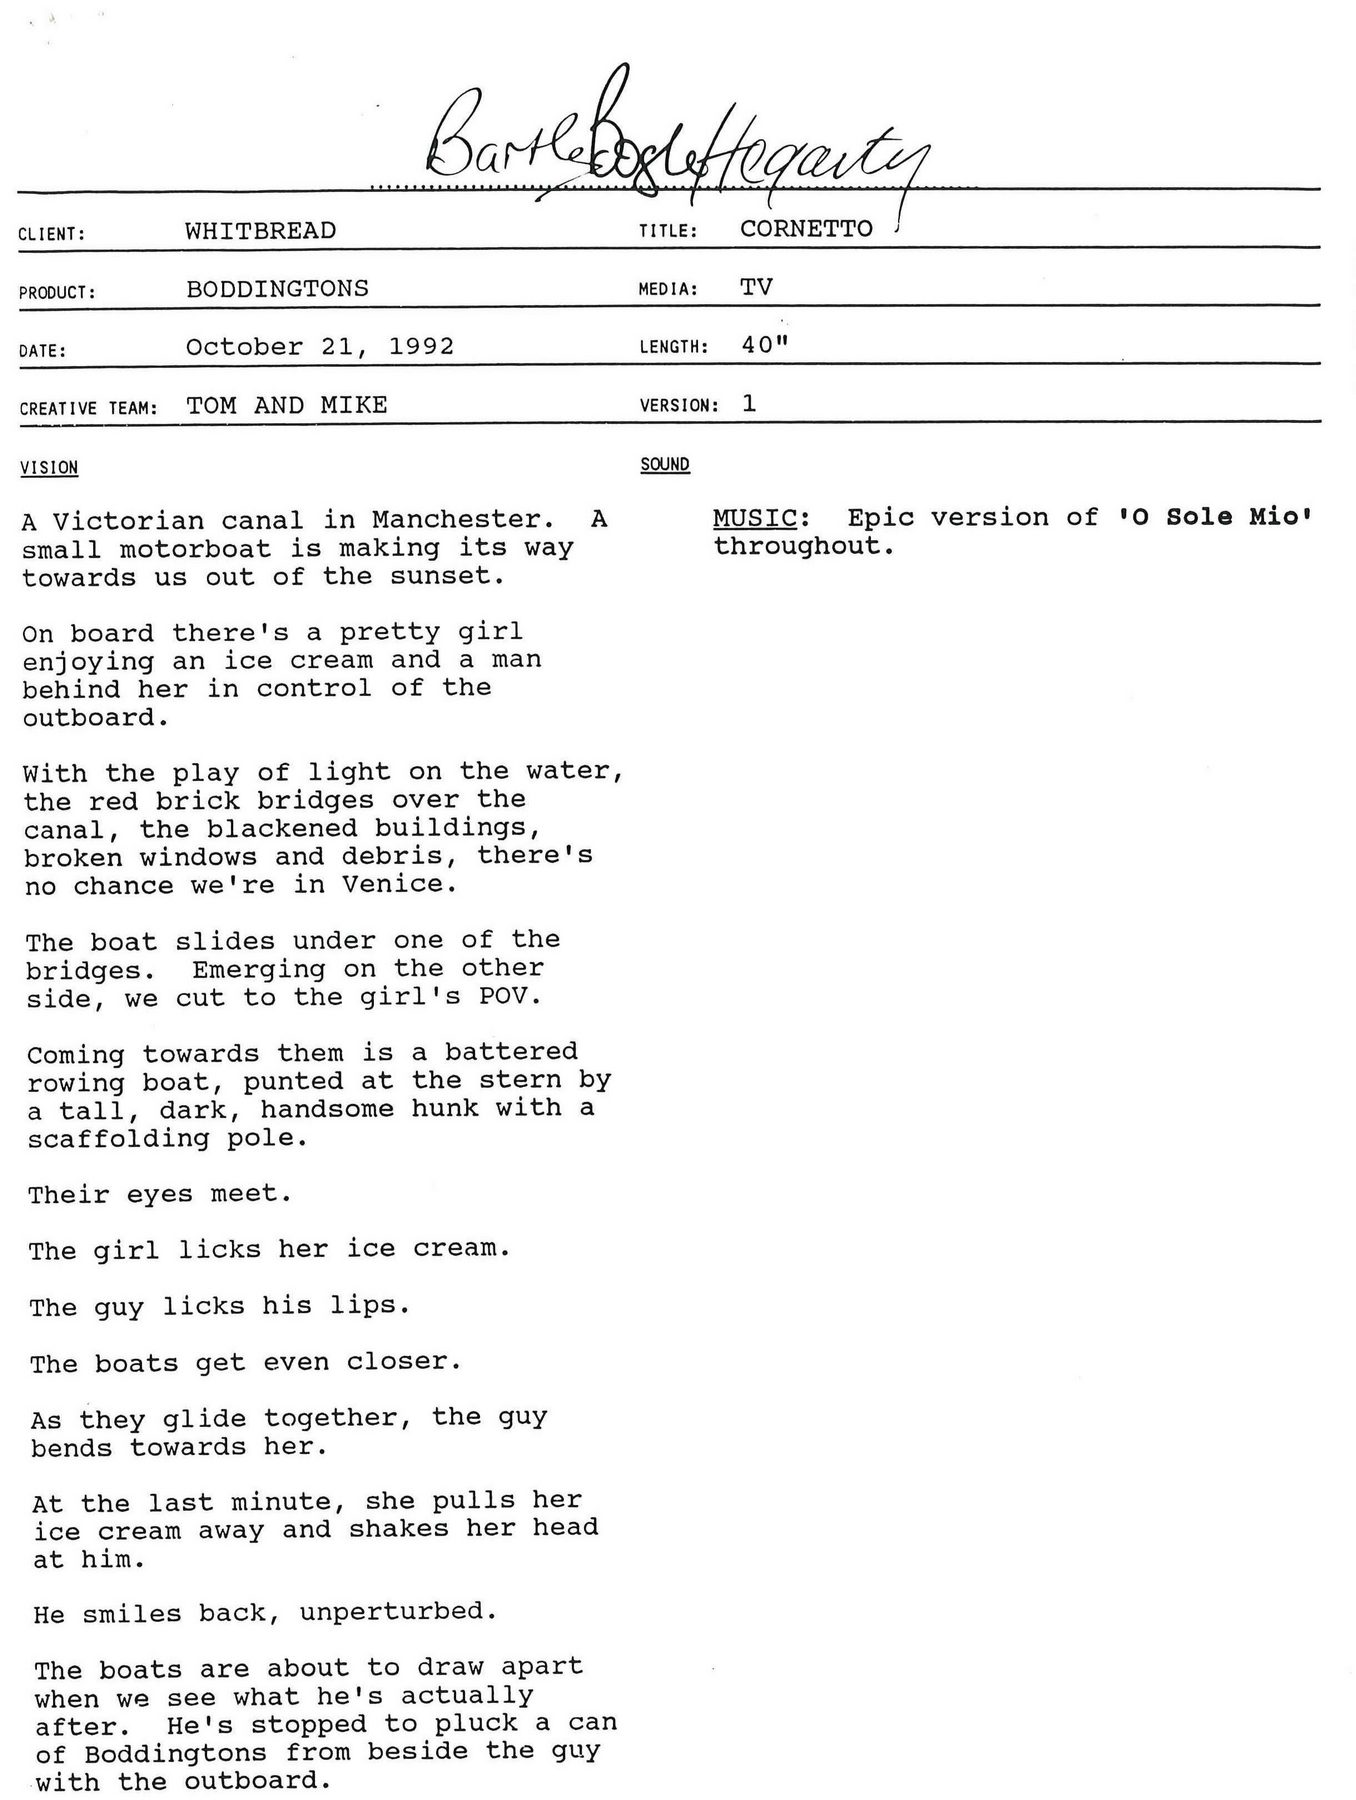 Bartle Bogle Hegarty
CLIENT: WHITBREAD TITLE: CORNETTO
PRODUCT: BODDINGTONS MEDIA: TV
DATE: October 21, 1992 LENGTH: 40"
CREATIVE TEAM: TOM AND MIKE VERSION: 1
VISION
A Victorian canal in Manchester. A
small motorboat is making its way
towards us out of the sunset.
On board there's a pretty girl
enjoying an ice cream and a man
behind her in control of the
outboard.
With the play of light on the water,
the red brick bridges over the
canal, the blackened buildings,
broken windows and debris, there's
no chance we're in Venice.
The boat slides under one of the
bridges. Emerging on the other
side, we cut to the girl's POV.
Coming towards them is a battered
rowing boat, punted at the stern by
a tall, dark, handsome hunk with a
scaffolding pole.
Their eyes meet.
The girl licks her ice cream.
The guy licks his lips.
The boats get even closer.
As they glide together, the guy
bends towards her.
At the last minute, she pulls her
ice cream away and shakes her head
at him.
He smiles back, unperturbed.
The boats are about to draw apart
when we see what he's actually
after. He's stopped to pluck a can
of Boddingtons from beside the guy
with the outboard.
SOUND
MUSIC: Epic version of 'O Sole Mio'
throughout.